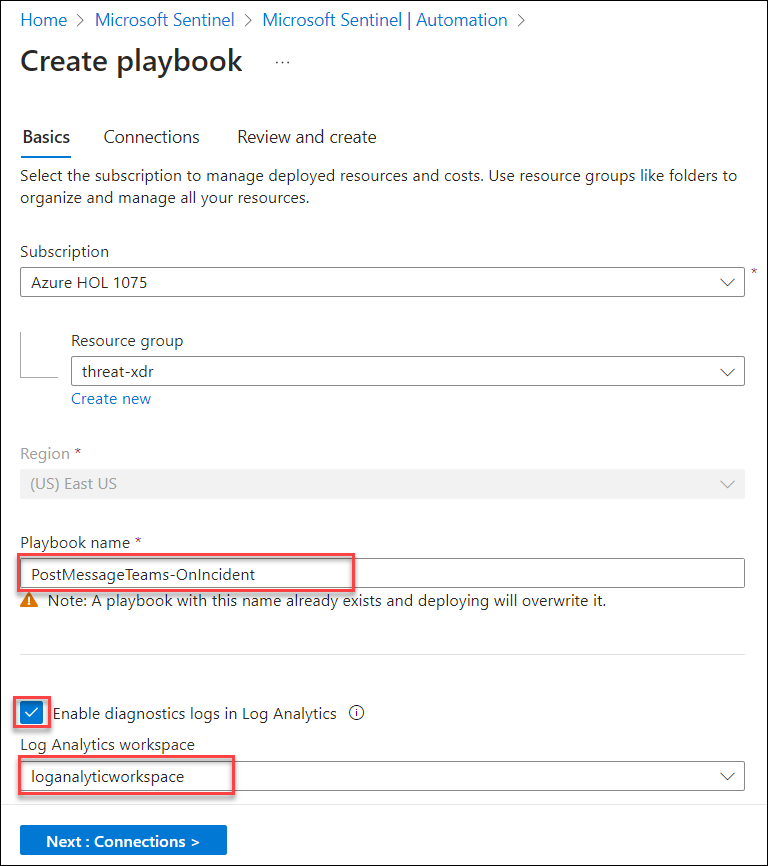 Home > Microsoft Sentinel > Microsoft Sentinel | Automation >
Create playbook ...
Basics Connections Review and create
Select the subscription to manage deployed resources and costs. Use resource groups like folders to
organize and manage all your resources.
Subscription
Azure HOL 1075 *
Resource group
threat-xdr
Create new
Region *
(US) East US
Playbook name *
PostMessageTeams-OnIncident
Note: A playbook with this name already exists and deploying will overwrite it.
Enable diagnostics logs in Log Analytics
Log Analytics workspace
loganalyticworkspace
Next : Connections >